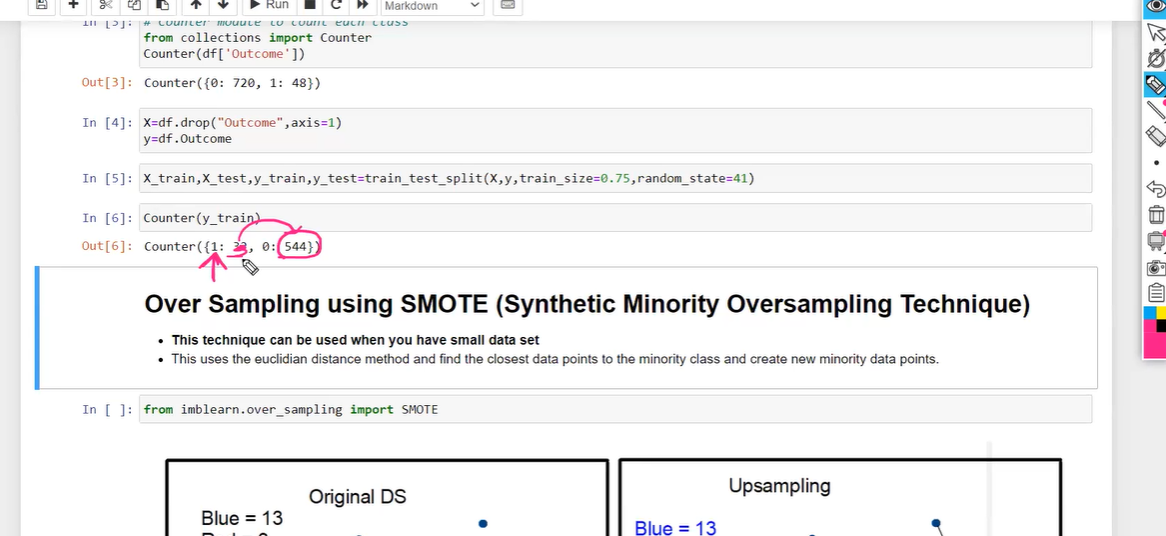 Run
Markdown
In [3]: # Counter module to count each class
from collections import Counter
Counter(df['Outcome'])
Out[3]: Counter({0: 720, 1: 48})
In [4]: X=df.drop("Outcome",axis=1)
y=df.Outcome
In [5]: X_train,X_test,y_train,y_test=train_test_split(X,y,train_size=0.75,random_state=41)
In [6]: Counter(y_train)
Out[6]: Counter({1: 32, 0: 544})
Over Sampling using SMOTE (Synthetic Minority Oversampling Technique)
• This technique can be used when you have small data set
• This uses the euclidian distance method and find the closest data points to the minority class and create new minority data points.
In [ ]: from imblearn.over_sampling import SMOTE
Original DS
Upsampling
Blue = 13
Blue = 13